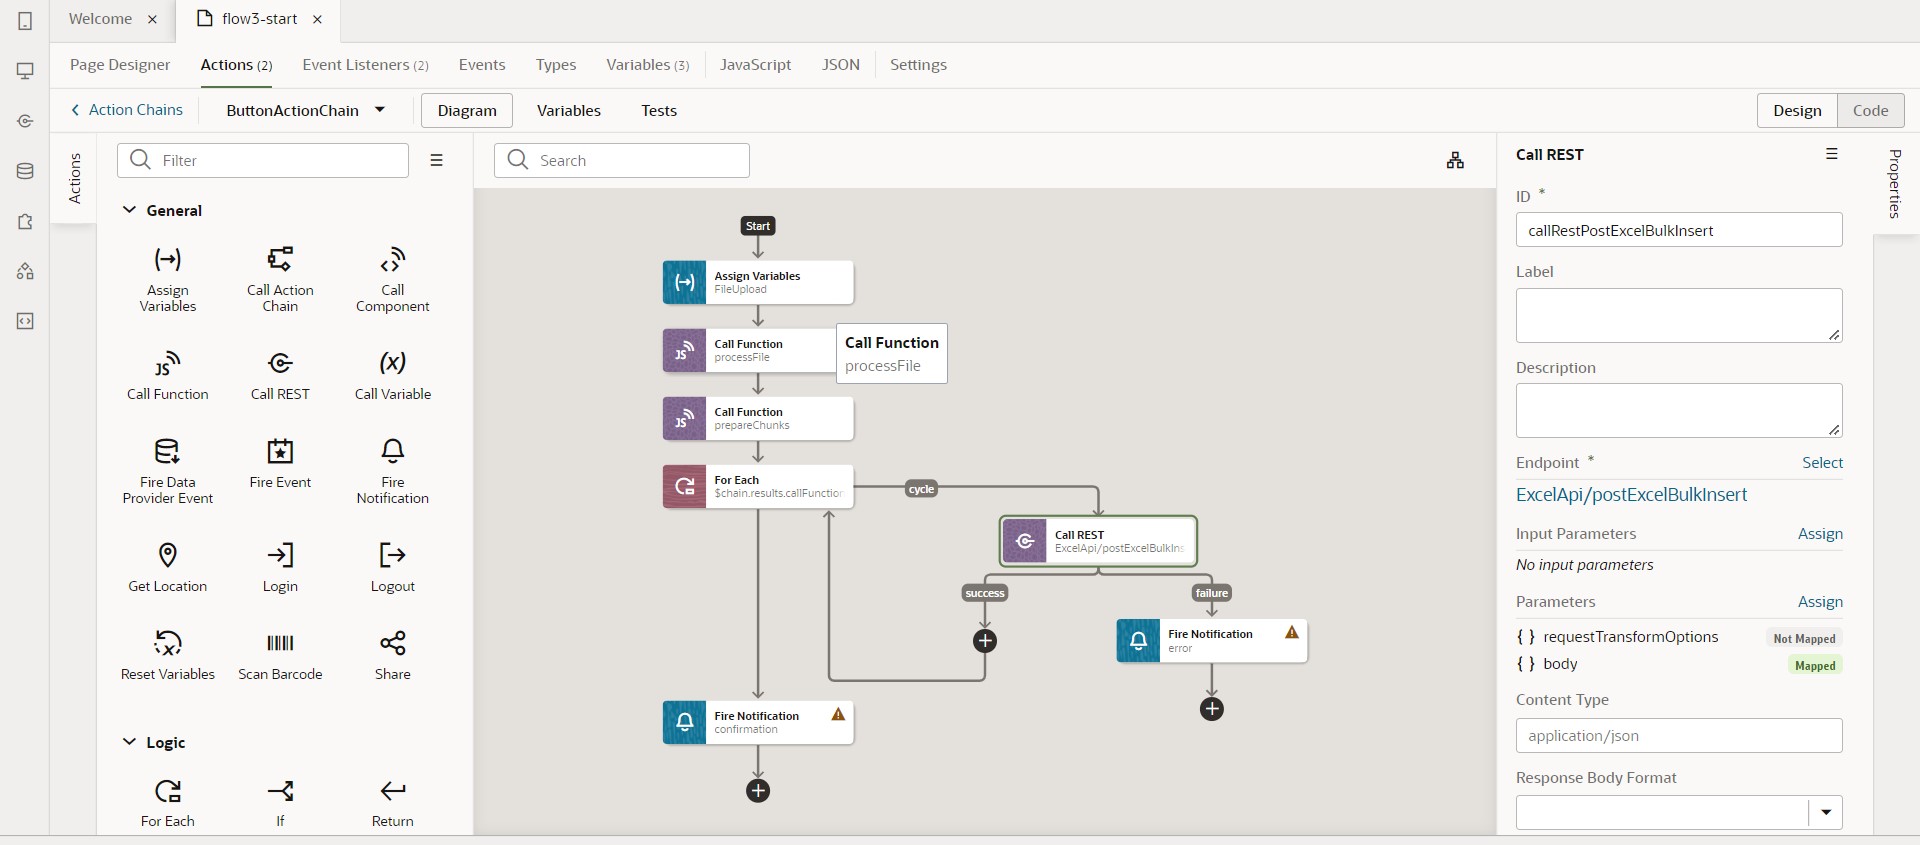 Welcome
flow3-start
Page Designer
Actions (2)
Event Listeners (2)
Events
Types
Variables (3)
JavaScript
JSON
Settings
Action Chains
ButtonActionChain
Diagram
Variables
Tests
Design
Code
Actions
Filter
General
Assign
Variables
Call Action
Chain
Call
Component
Call Function
Call REST
Call Variable
Fire Data
Provider Event
Fire Event
Fire
Notification
Get Location
Login
Logout
Reset Variables
Scan Barcode
Share
Logic
For Each
If
Return
Search
Start
Assign Variables
FileUpload
Call Function
processFile
Call Function
processFile
Call Function
prepareChunks
For Each
$chain.results.callFunction
cycle
Call REST
ExcelApi/postExcelBulkIns
success
failure
Fire Notification
error
Fire Notification
confirmation
Call REST
ID *
callRestPostExcelBulkInsert
Label
Description
Endpoint *
Select
ExcelApi/postExcelBulkInsert
Input Parameters
Assign
No input parameters
Parameters
Assign
{ } requestTransformOptions
Not Mapped
{ } body
Mapped
Content Type
application/json
Response Body Format
Properties